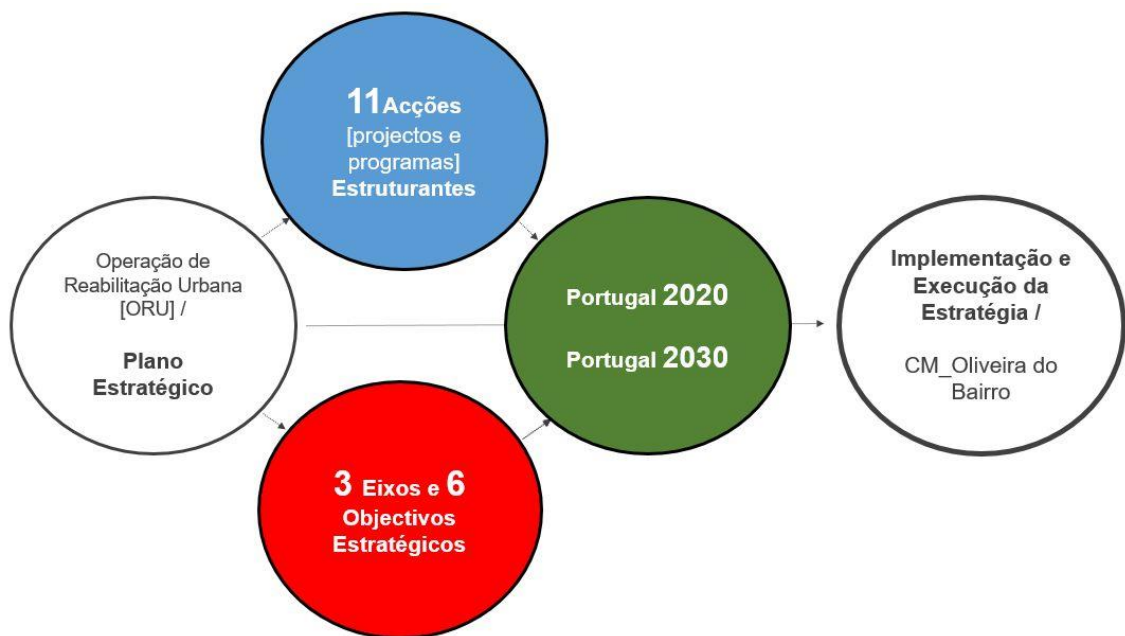 11Acções
[projectos e
programas]
Estruturantes
Operação de
Reabilitação Urbana
[ORU] /
Plano
Estratégico
Portugal 2020
Portugal 2030
Implementação e
Execução da
Estratégia /
CM_Oliveira do
Bairro
3 Eixos e 6
Objectivos
Estratégicos